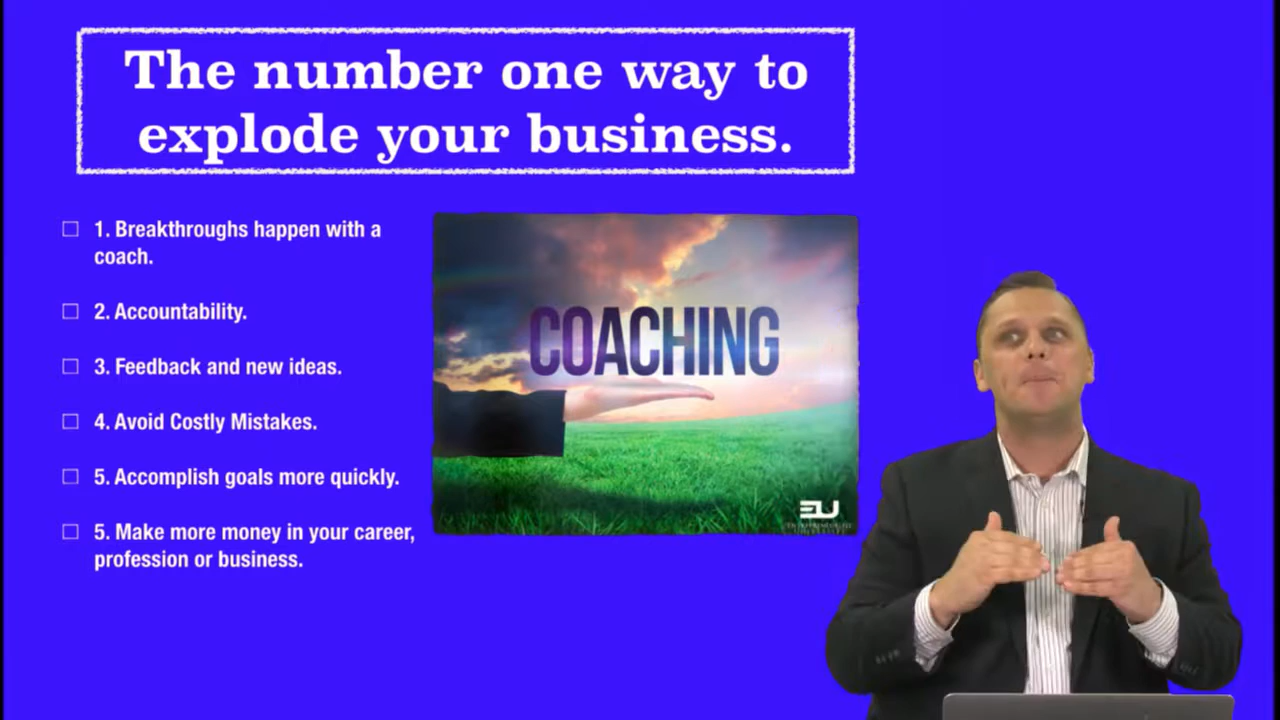 The number one way to
explode your business.
1. Breakthroughs happen with a
coach.
2. Accountability.
3. Feedback and new ideas.
4. Avoid Costly Mistakes.
5. Accomplish goals more quickly.
5. Make more money in your career,
profession or business.
COACHING
EU